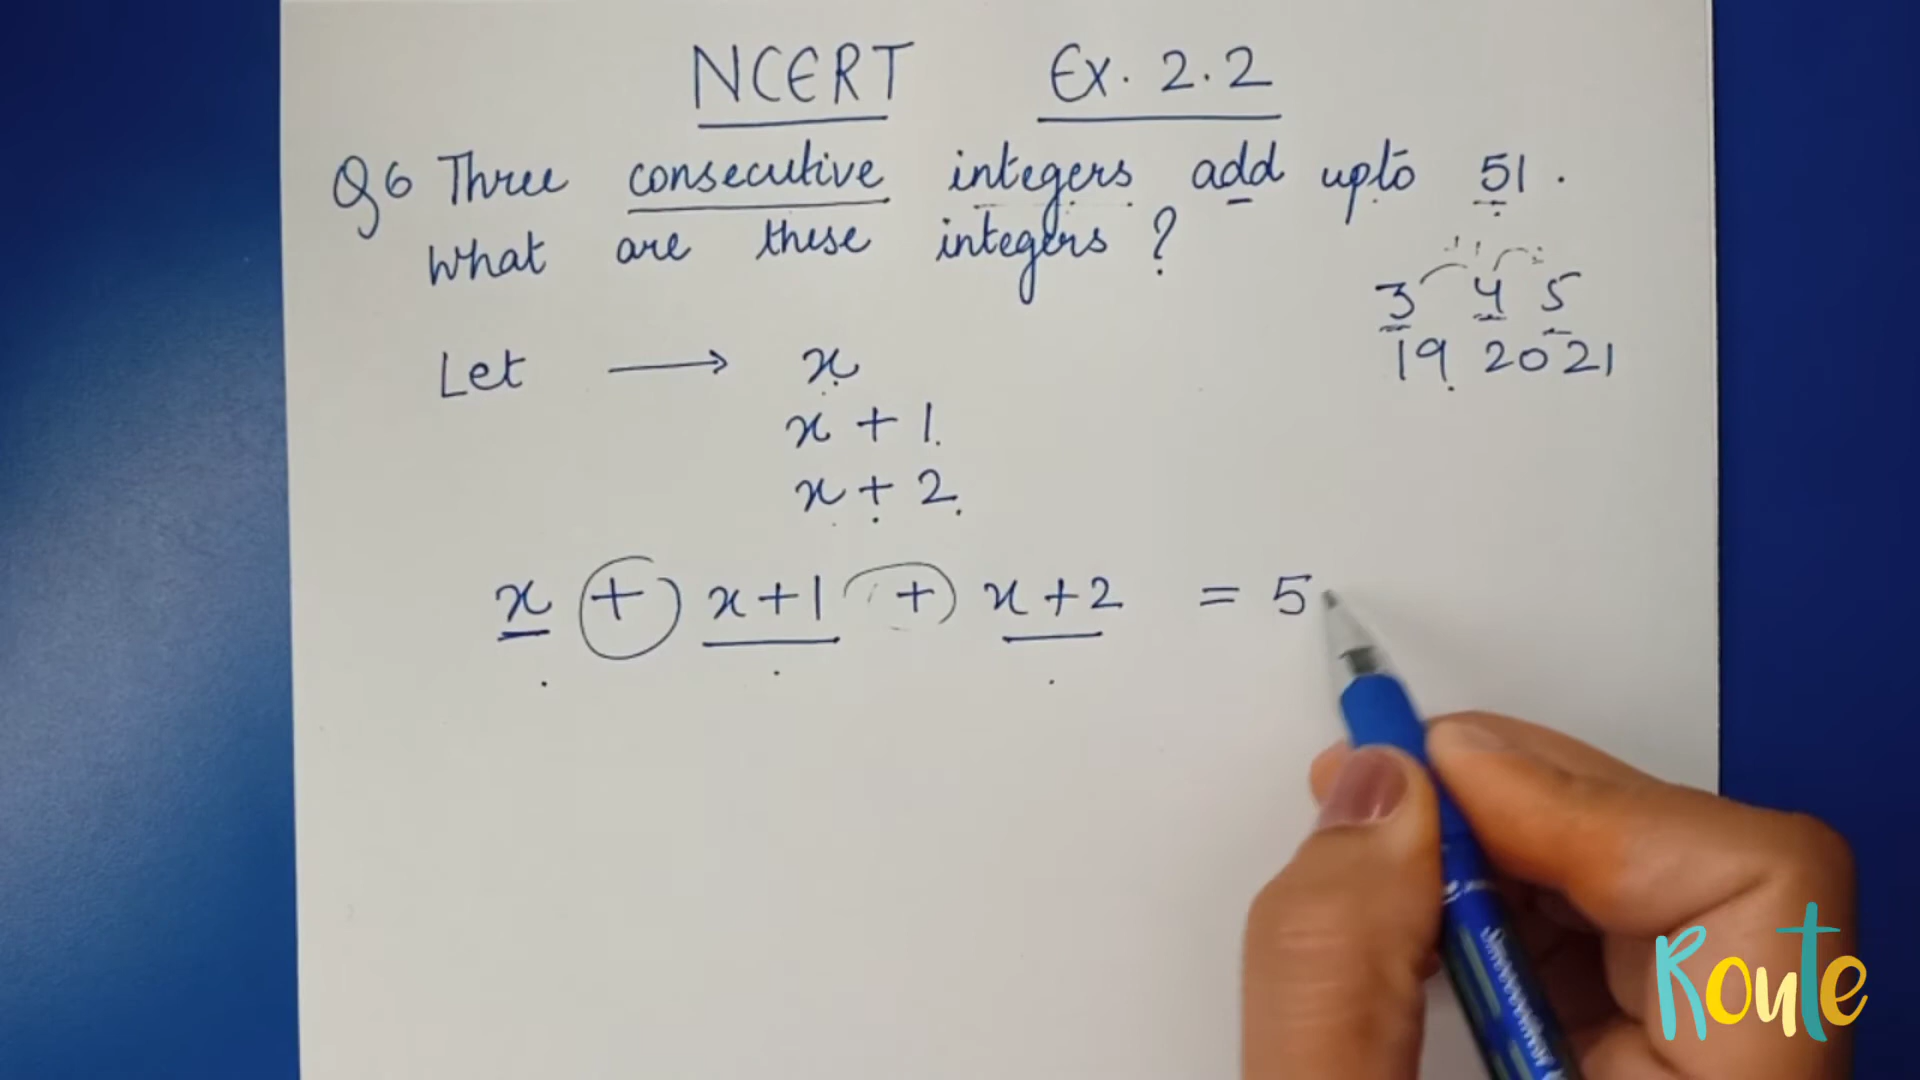 NCERT Ex. 2.2
Q6 Three consecutive integers add upto 51.
What are these integers?
3 4 5
19 20 21
Let → x
x + 1
x + 2
x + x+1 + x+2 = 5
Route